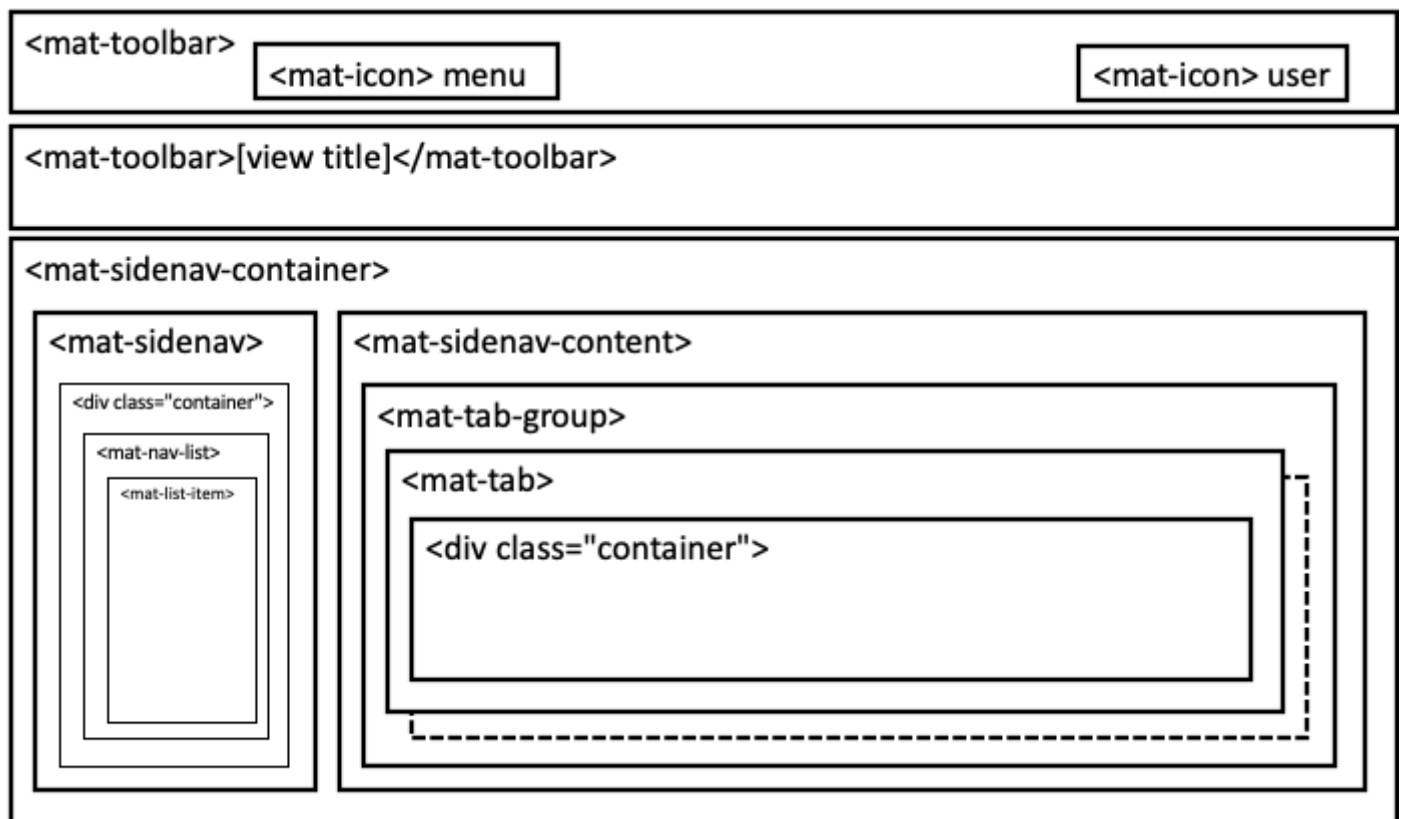 <mat-toolbar>
<mat-icon> menu
<mat-icon> user
<mat-toolbar>[view title]</mat-toolbar>
<mat-sidenav-container>
<mat-sidenav>
<div class="container">
<mat-nav-list>
<mat-list-item>
<mat-sidenav-content>
<mat-tab-group>
<mat-tab>
<div class="container">